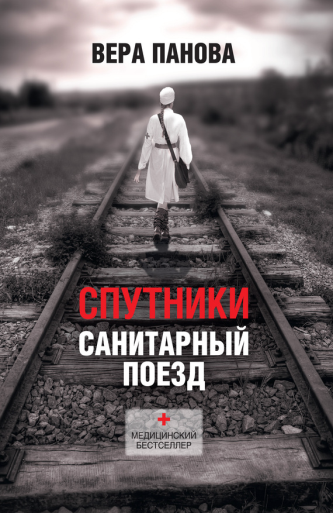 ВЕРА ПАНОВА
СПУТНИКИ
САНИТАРНЫЙ
ПОЕЗД
МЕДИЦИНСКИЙ
БЕСТСЕЛЛЕР